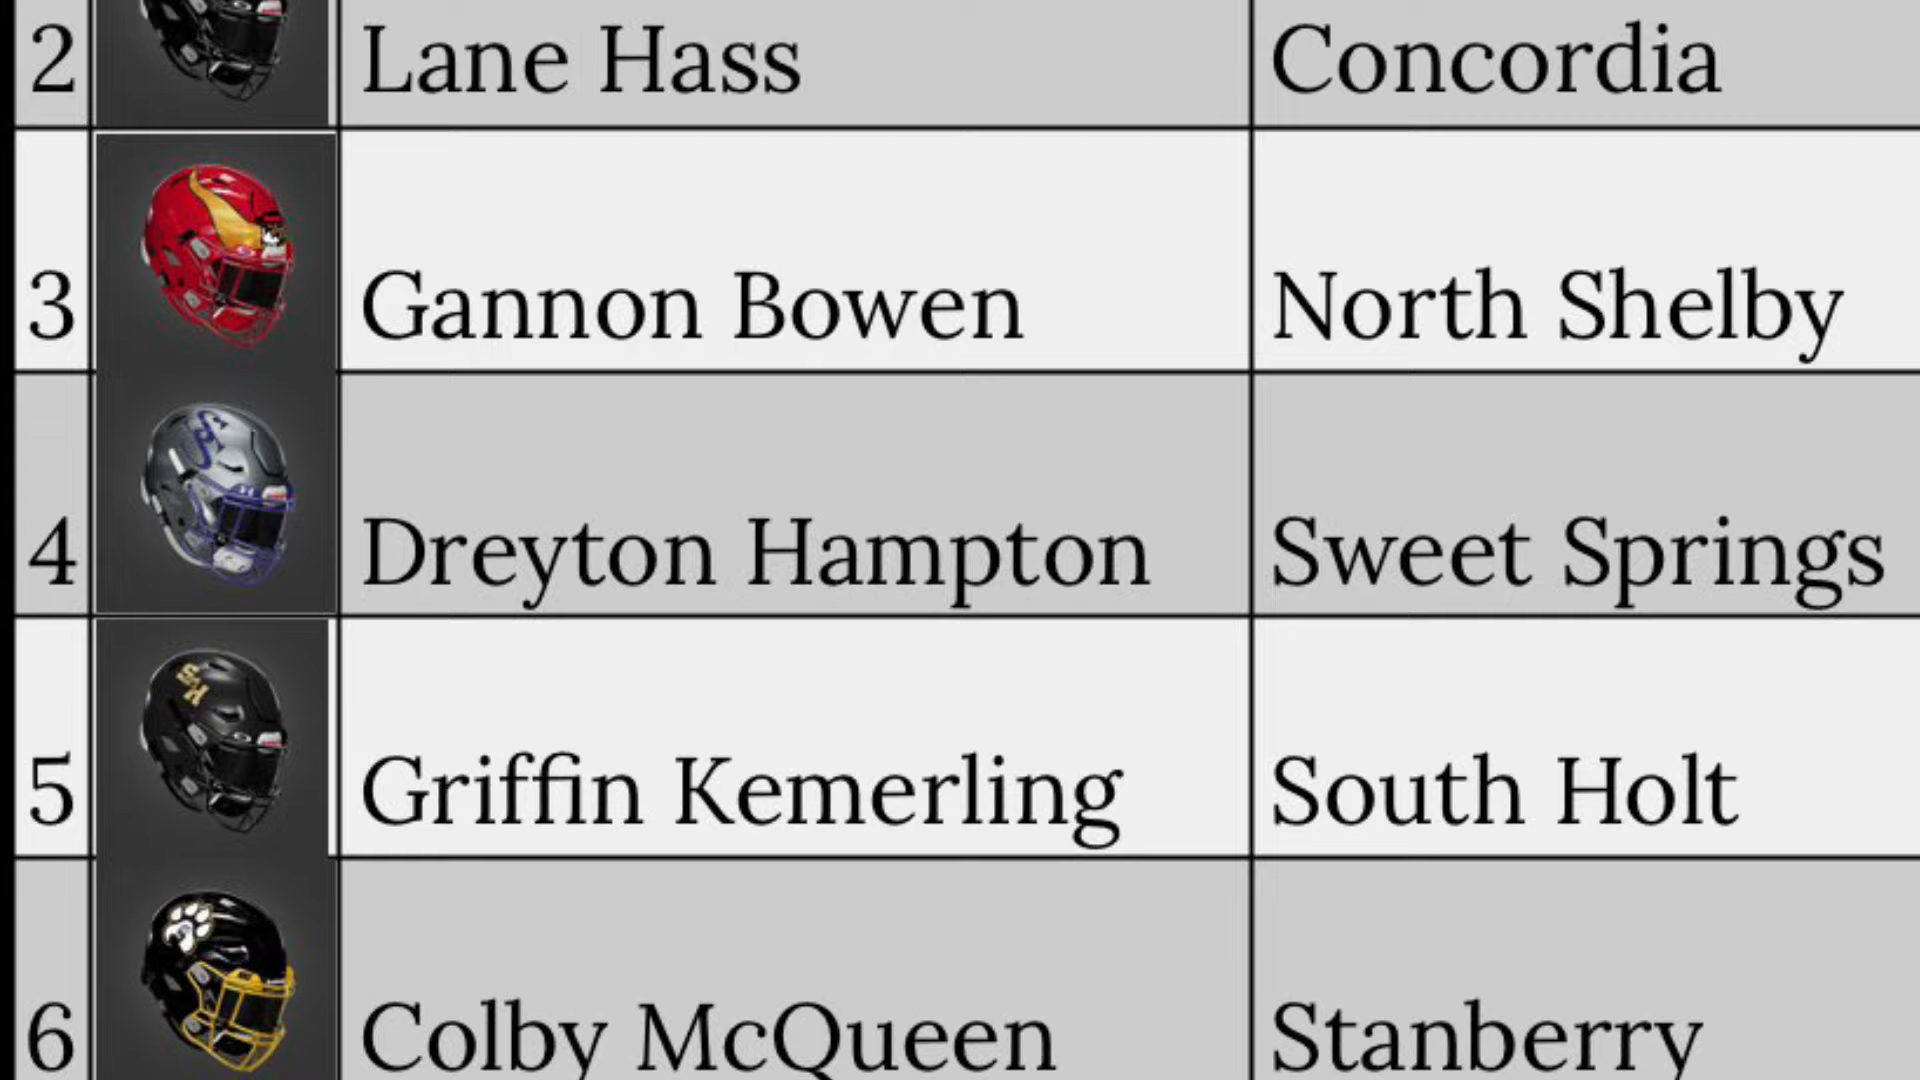 2 Lane Hass Concordia
3 Gannon Bowen North Shelby
4 Dreyton Hampton Sweet Springs
5 SH Griffin Kemerling South Holt
6 Colby McQueen Stanberry